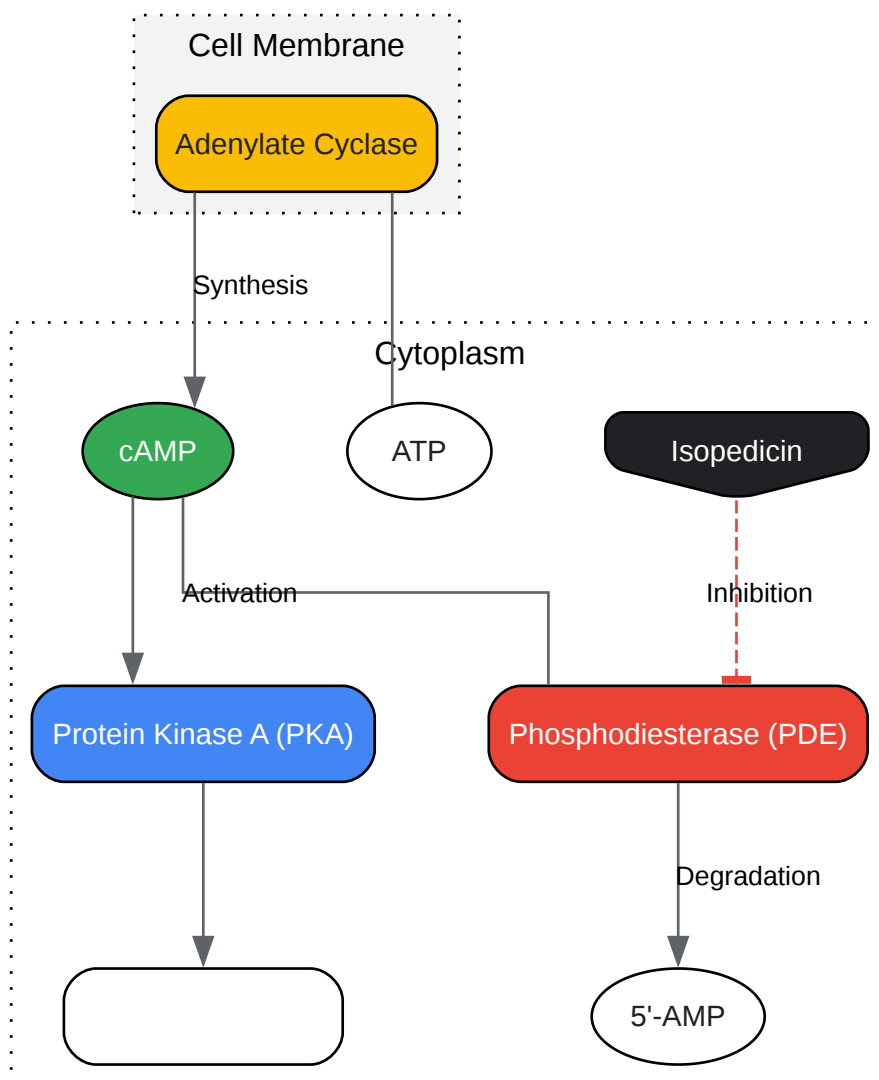 Cell Membrane
Adenylate Cyclase
Synthesis
Cytoplasm
cAMP
ATP
Isopedicin
Activation
Inhibition
Protein Kinase A (PKA)
Phosphodiesterase (PDE)
Degradation
5'-AMP